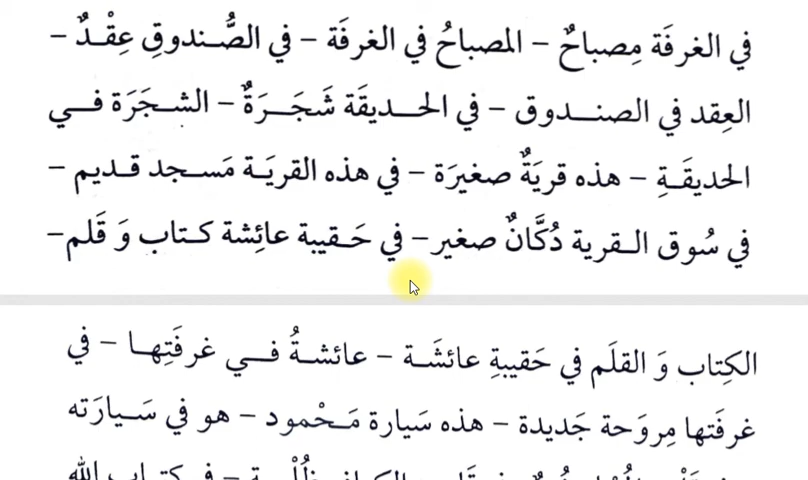 في الغرفَة مِصباحٌ – المصباحُ في الغرفَة – في الصُّندوقِ عِقْدٌ –
العِقد في الصندوق – في الحديقَة شَجَرَةٌ – الشجَرَة في
الحديقَةِ – هذه قريَةٌ صغيرَة – في هذه القريَة مَسجد قديم –
في سُوق القرية دُكَّانٌ صغير – في حَقيبة عائِشة كتاب وَ قَلم –
الكِتاب وَ القلَم في حَقيبةِ عائشَة – عائشةُ في غرفَتِها – في
غرفَتها مِروَحة جَديدة – هذه سَيارة مَحْمود – هو في سَيارَته